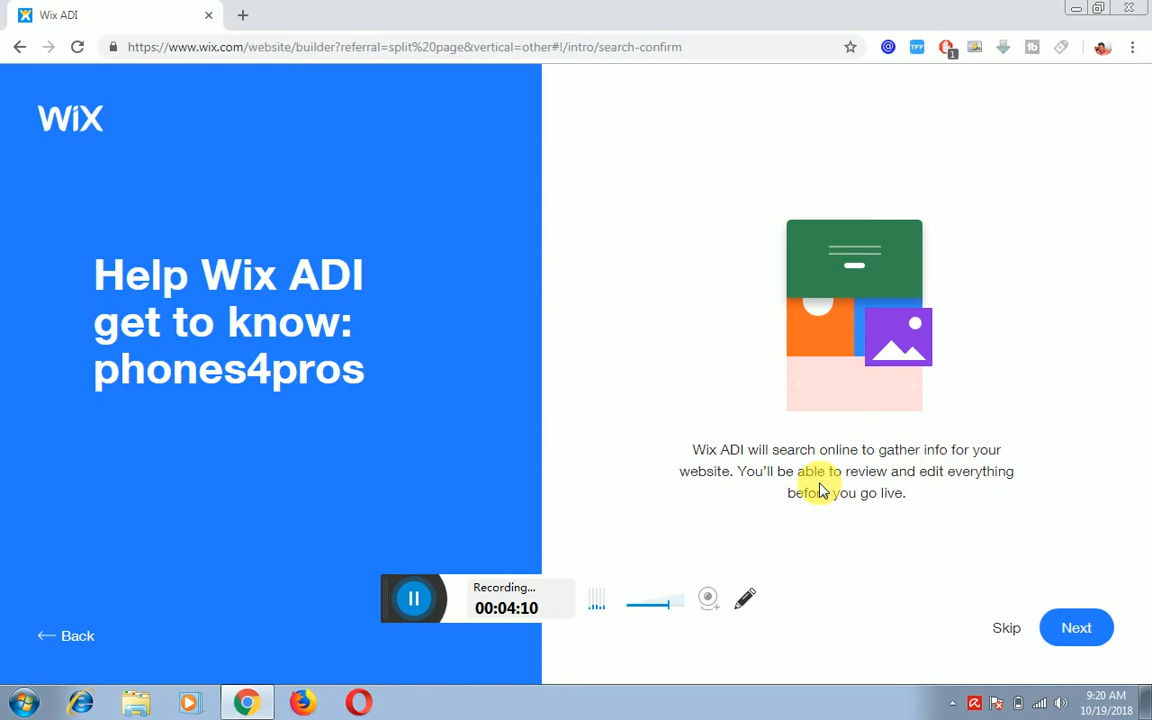 Wix ADI
https://www.wix.com/website/builder?referral=split%20page&vertical=other#!/intro/search-confirm
TFF
1
1b
WiX
Help Wix ADI
get to know:
phones4pros
Wix ADI will search online to gather info for your
website. You'll be able to review and edit everything
before you go live.
Recording...
00:04:10
Back
Skip
Next
9:20 AM
10/19/2018